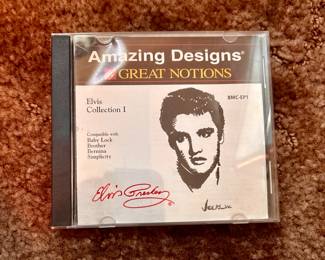 Amazing Designs®
GREAT NOTIONS
Elvis
Collection I
BMC-EP1
Compatible with
Baby Lock
Brother
Bernina
Simplicity
Elvis Presley ®